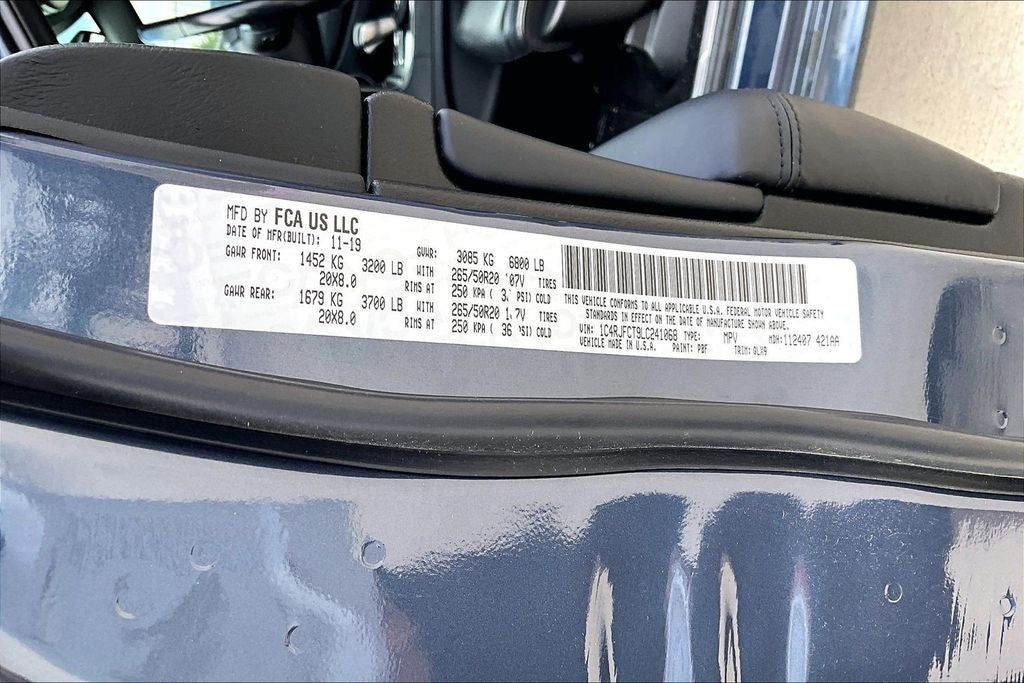 MFD BY FCA US LLC
DATE OF MFR(BUILT): 11-19 GVWR: 3085 KG 6800 LB
GAWR FRONT: 1452 KG 3200 LB WITH 265/50R20 107V TIRES
20X8.0 RIMS AT 250 KPA ( PSI) COLD
GAWR REAR: 1679 KG 3700 LB WITH 265/50R20 TIRES
20X8.0 RIMS AT 250 KPA ( 36 PSI) COLD
THIS VEHICLE CONFORMS TO ALL APPLICABLE U.S.A. FEDERAL MOTOR VEHICLE SAFETY
STANDARDS IN EFFECT ON THE DATE OF MANUFACTURE SHOWN ABOVE.
VIN: 1C4RJFCT9LC241068 TYPE: MPV MDH: 112407 421AA
VEHICLE MADE IN U.S.A. PAINT: PBF TRIM: QLX9